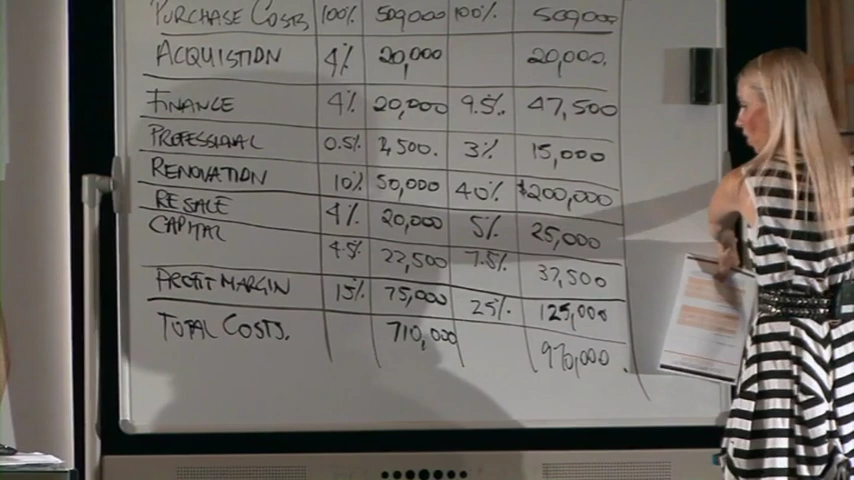 PURCHASE COSTS 100% 500000 100% 500,000
ACQUISTION 4% 20,000 20,000.
FINANCE 4% 20,000 9.5%. 47,500
PROFESSIONAL 0.5% 2,500. 3% 15,000
RENOVATION 10% 50,000 40% $200,000
RESALE 4% 20,000 5% 25,000
CAPITAL 4.5% 22,500 7.5% 37,500
PROFIT MARGIN 15% 75,000 25% 125,000
TOTAL COSTS. 710,000 970,000